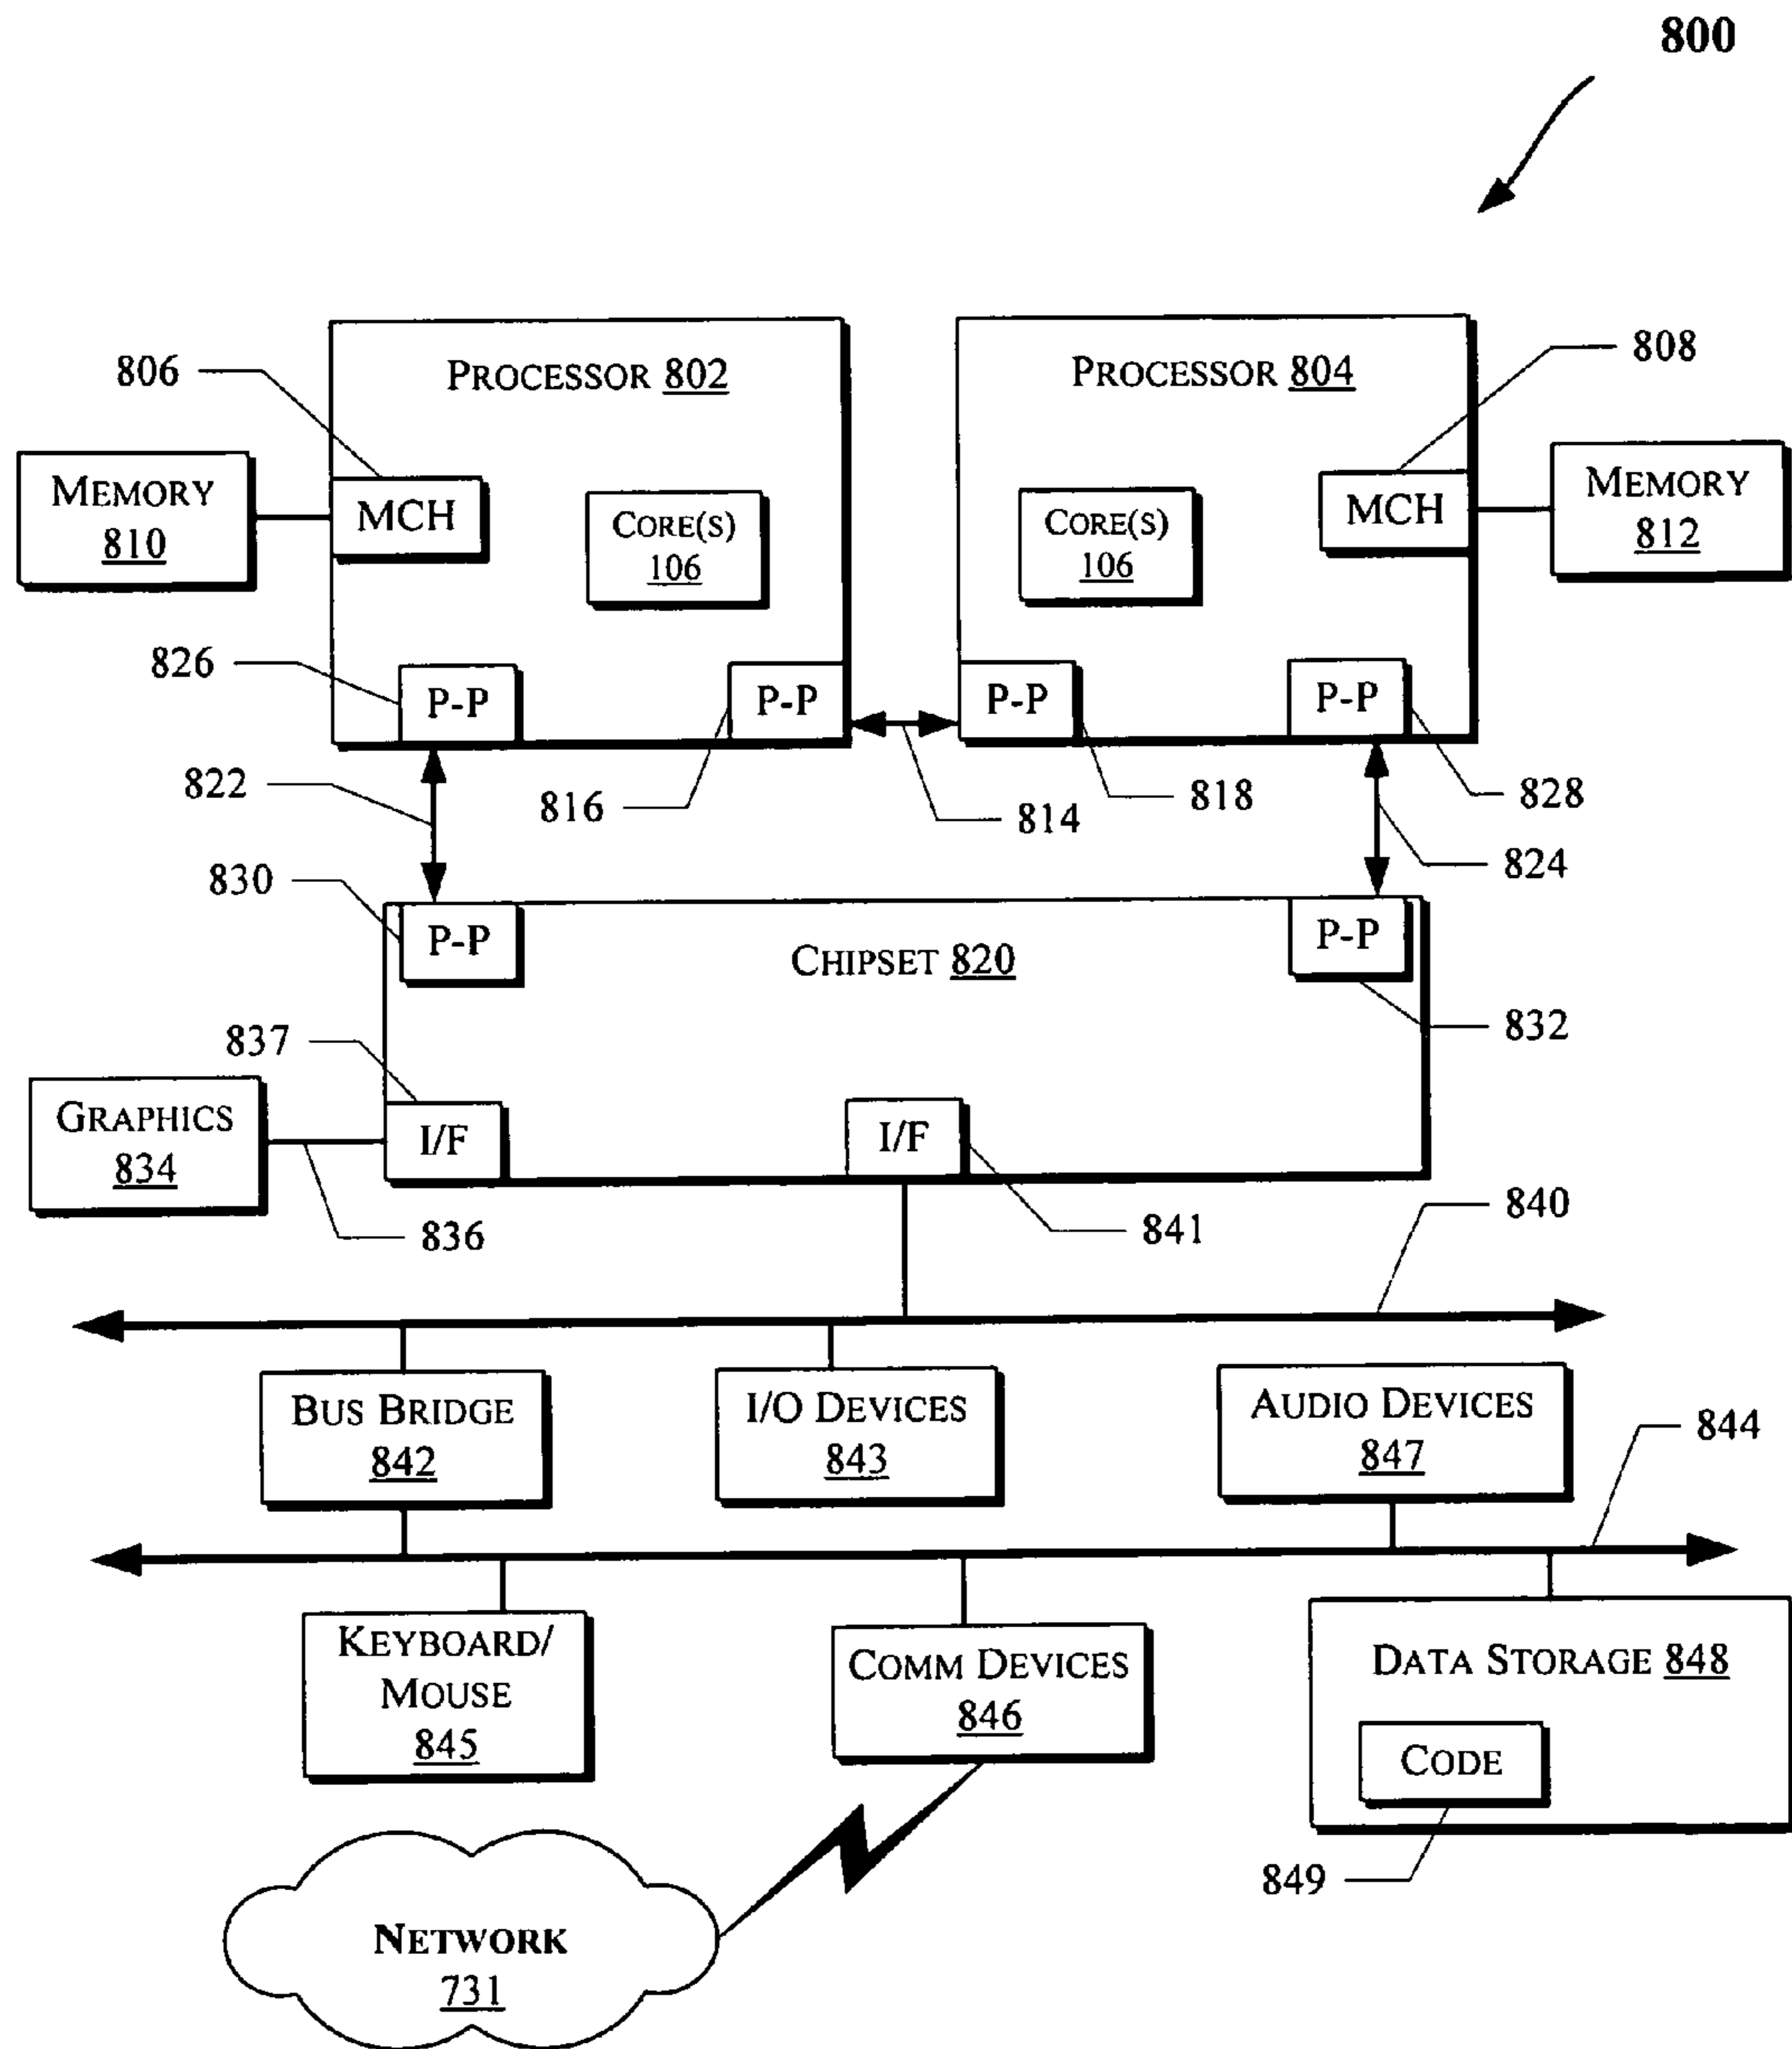 800
806
PROCESSOR 802
PROCESSOR 804
808
MEMORY
810
MCH
CORE(S)
106
CORE(S)
106
MCH
MEMORY
812
826
P-P
P-P
P-P
P-P
822
816
814
818
828
824
830
P-P
CHIPSET 820
P-P
832
837
GRAPHICS
834
I/F
I/F
836
841
840
BUS BRIDGE
842
I/O DEVICES
843
AUDIO DEVICES
847
844
KEYBOARD/
MOUSE
845
COMM DEVICES
846
DATA STORAGE 848
CODE
849
NETWORK
731